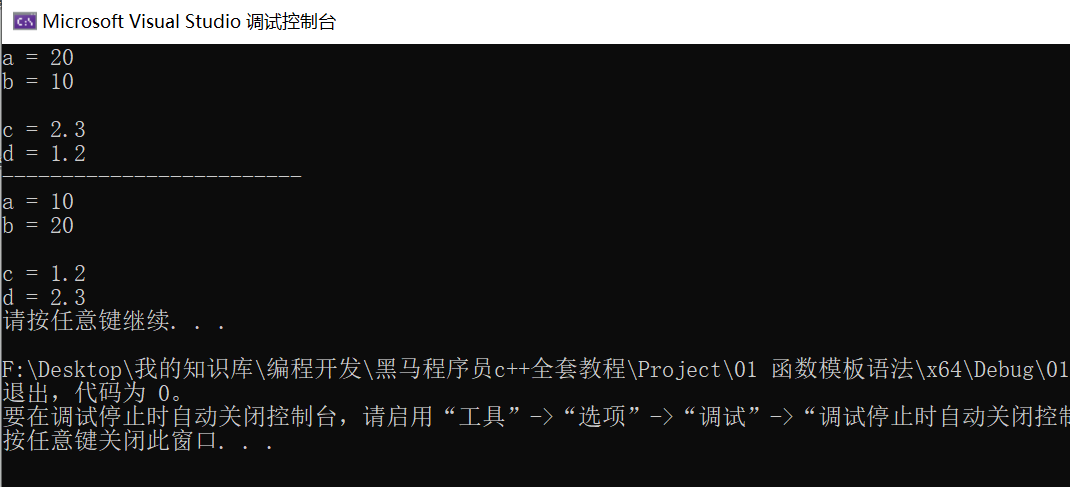 Microsoft Visual Studio 调试控制台
a = 20
b = 10
c = 2.3
d = 1.2
-------------------------
a = 10
b = 20
c = 1.2
d = 2.3
请按任意键继续. . .
F:\Desktop\我的知识库\编程开发\黑马程序员c++全套教程\Project\01 函数模板语法\x64\Debug\01
退出，代码为 0。
要在调试停止时自动关闭控制台，请启用“工具”->“选项”->“调试”->“调试停止时自动关闭控制
按任意键关闭此窗口. . .